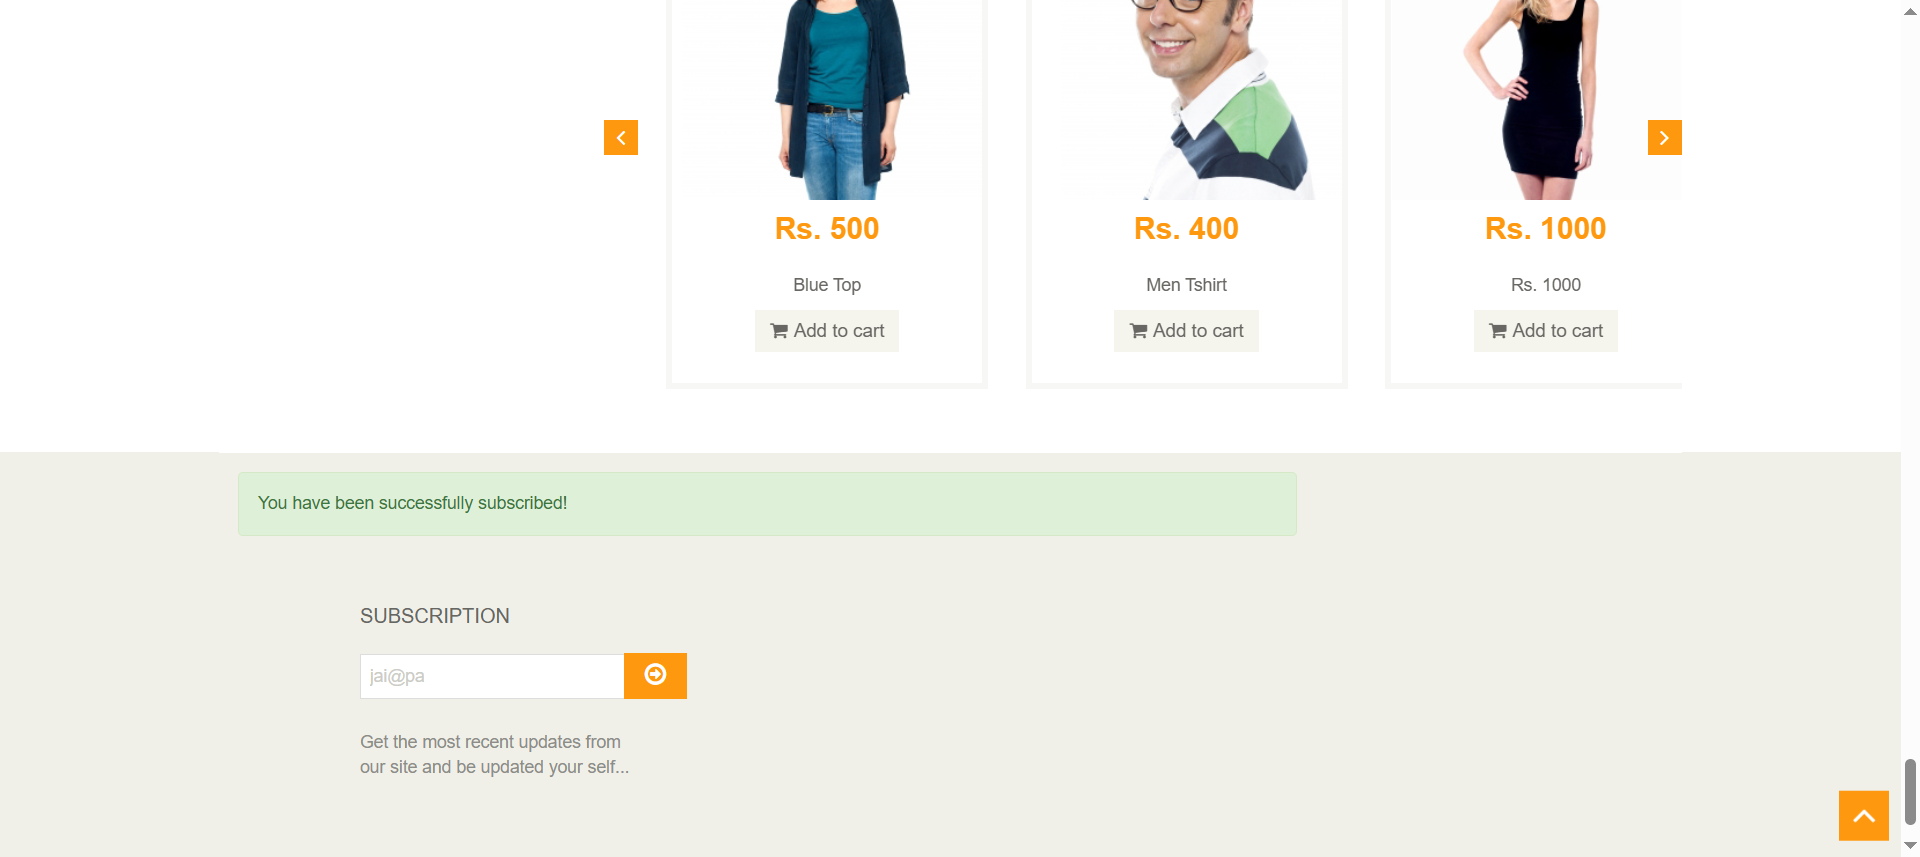 Rs. 500
Rs. 400
Rs. 1000
Blue Top
Men Tshirt
Rs. 1000
Add to cart
Add to cart
Add to cart
You have been successfully subscribed!
SUBSCRIPTION
jai@pa
Get the most recent updates from
our site and be updated your self...